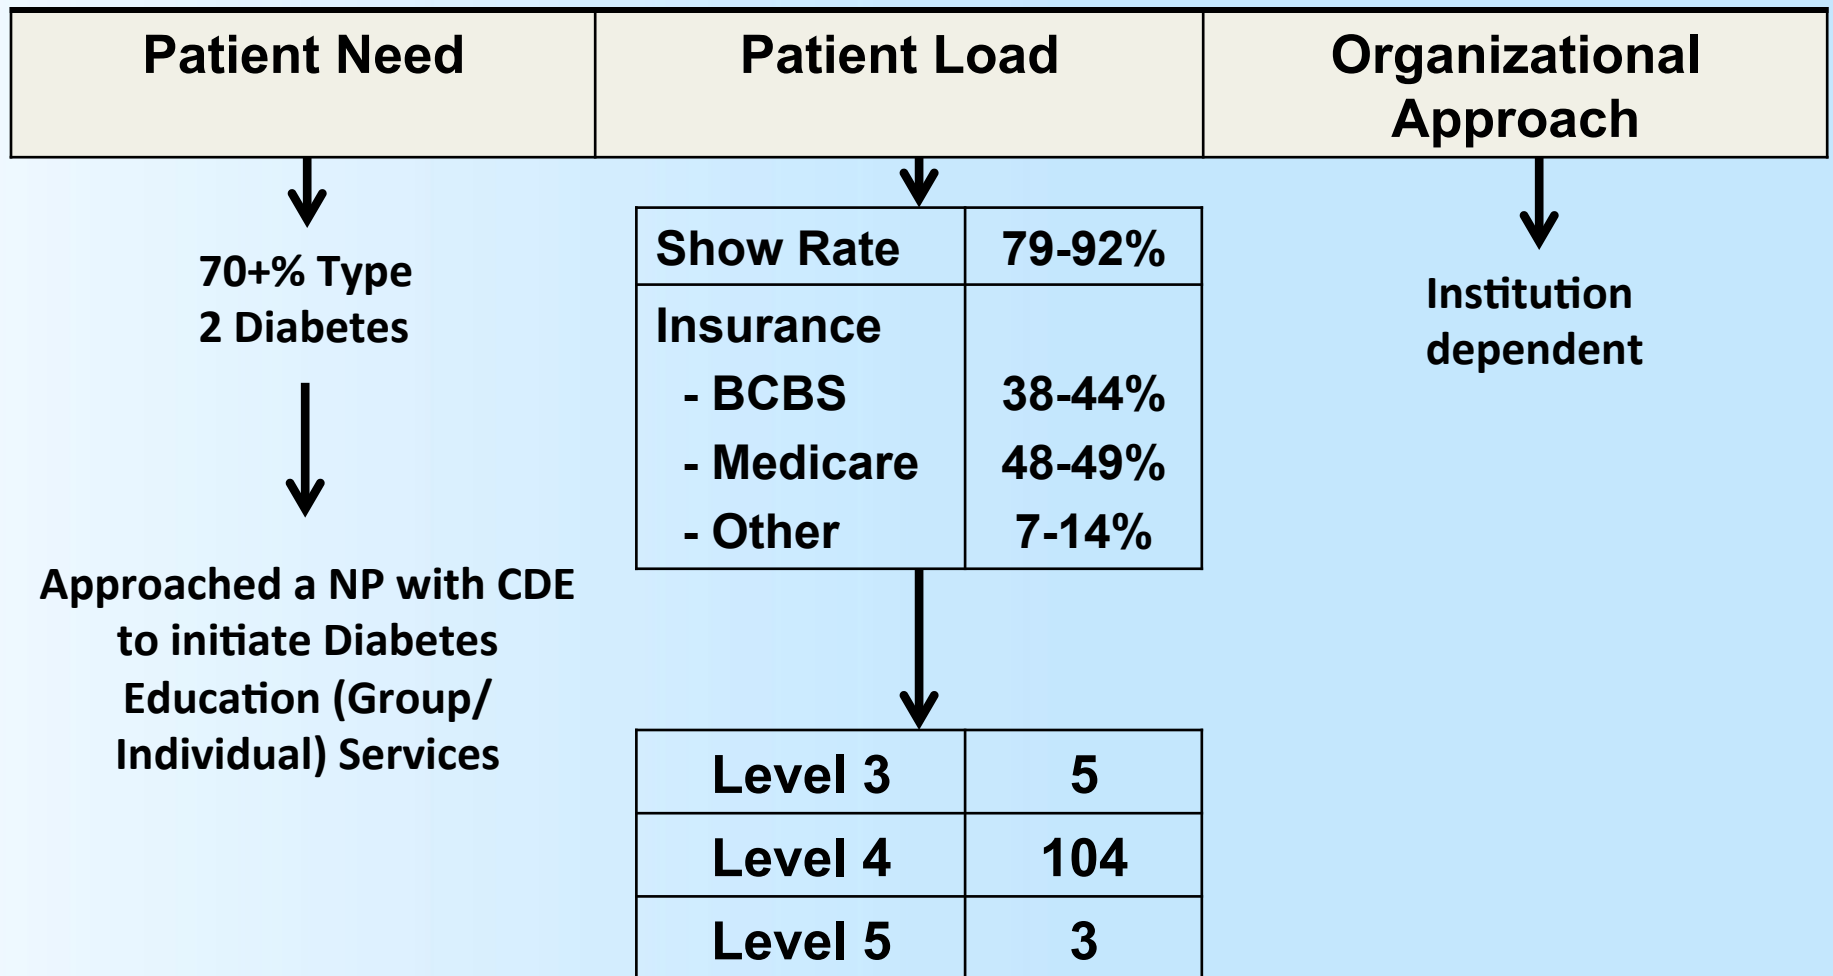 Patient Need
Patient Load
Organizational
Approach
70+% Type
2 Diabetes
Approached a NP with CDE
to initiate Diabetes
Education (Group/
Individual) Services
Show Rate 79-92%
Insurance
- BCBS 38-44%
- Medicare 48-49%
- Other 7-14%
Level 3 5
Level 4 104
Level 5 3
Institution
dependent